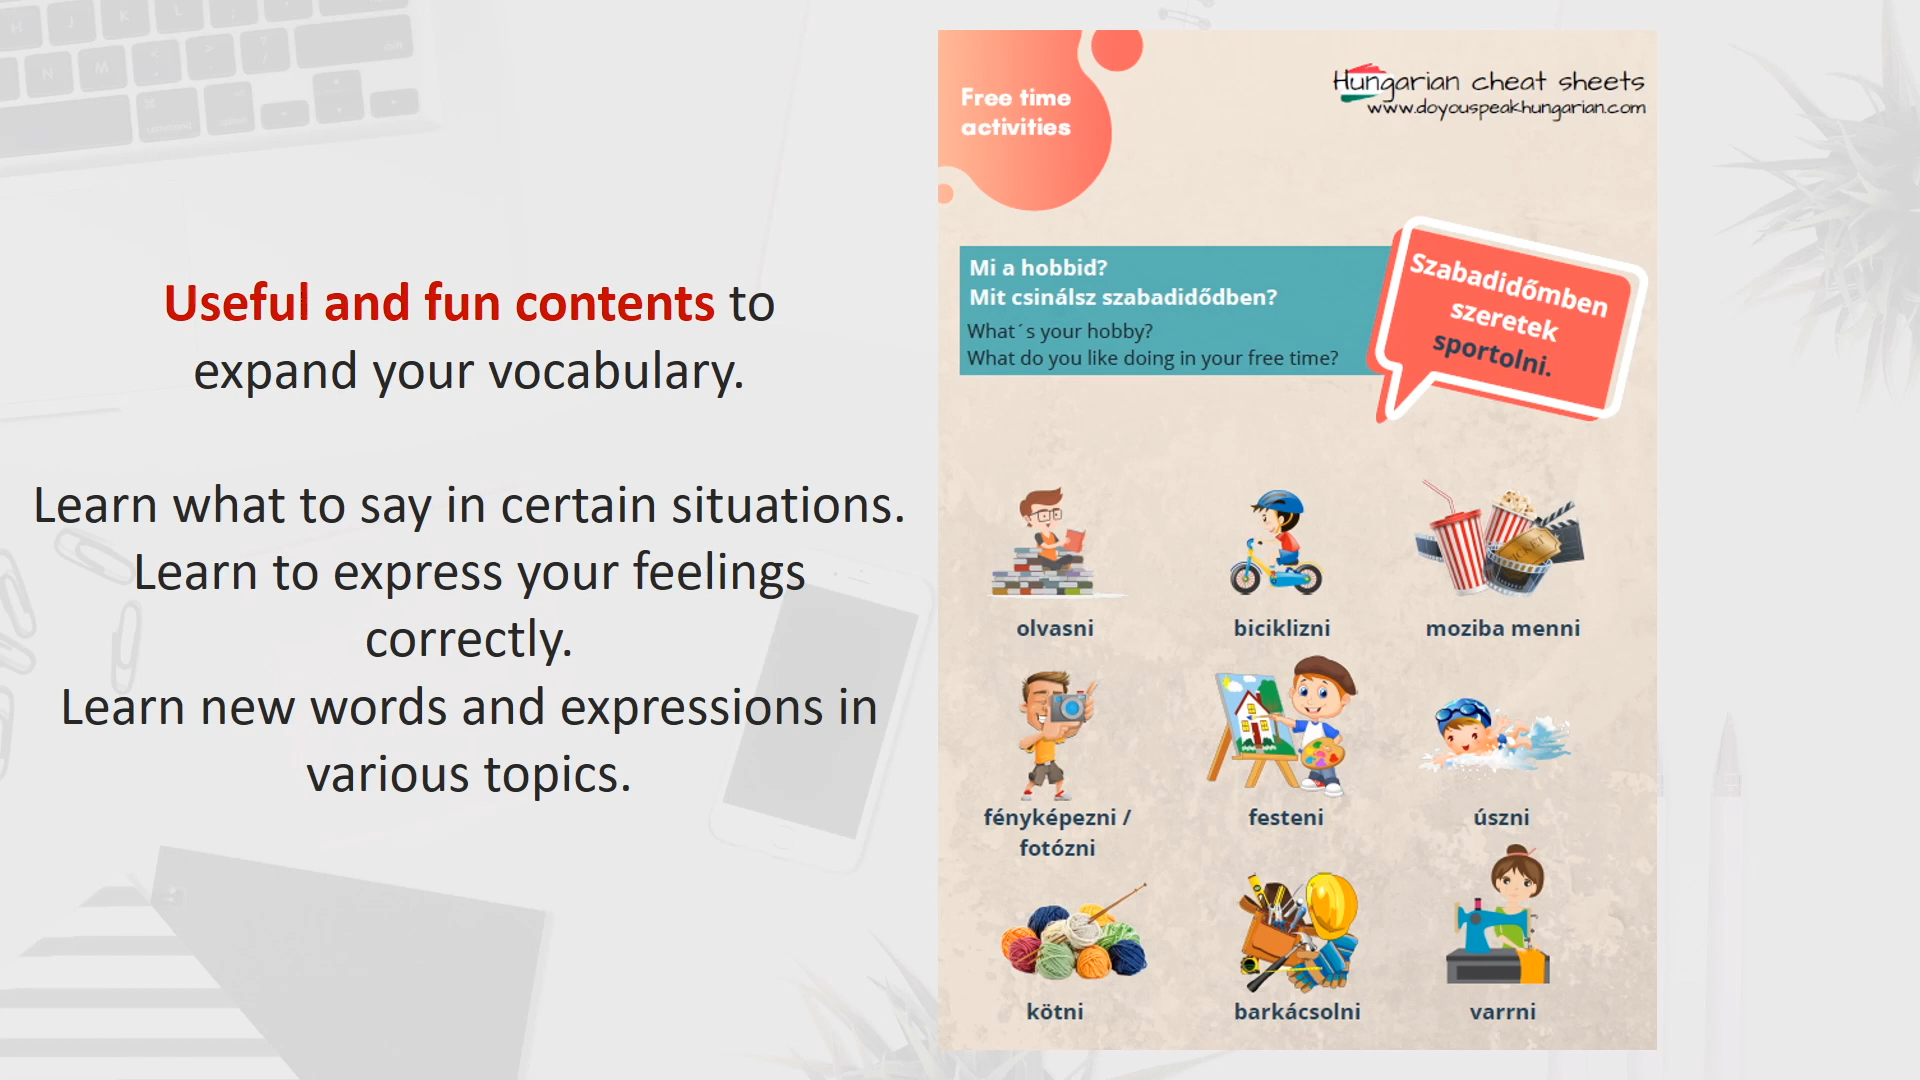 Useful and fun contents to
expand your vocabulary.
Learn what to say in certain situations.
Learn to express your feelings
correctly.
Learn new words and expressions in
various topics.
Free time
activities
Hungarian cheat sheets
www.doyouspeakhungarian.com
Mi a hobbid?
Mit csinálsz szabadidődben?
What´s your hobby?
What do you like doing in your free time?
Szabadidőmben
szeretek
sportolni.
olvasni
biciklizni
moziba menni
fényképezni /
fotózni
festeni
úszni
kötni
barkácsolni
varrni